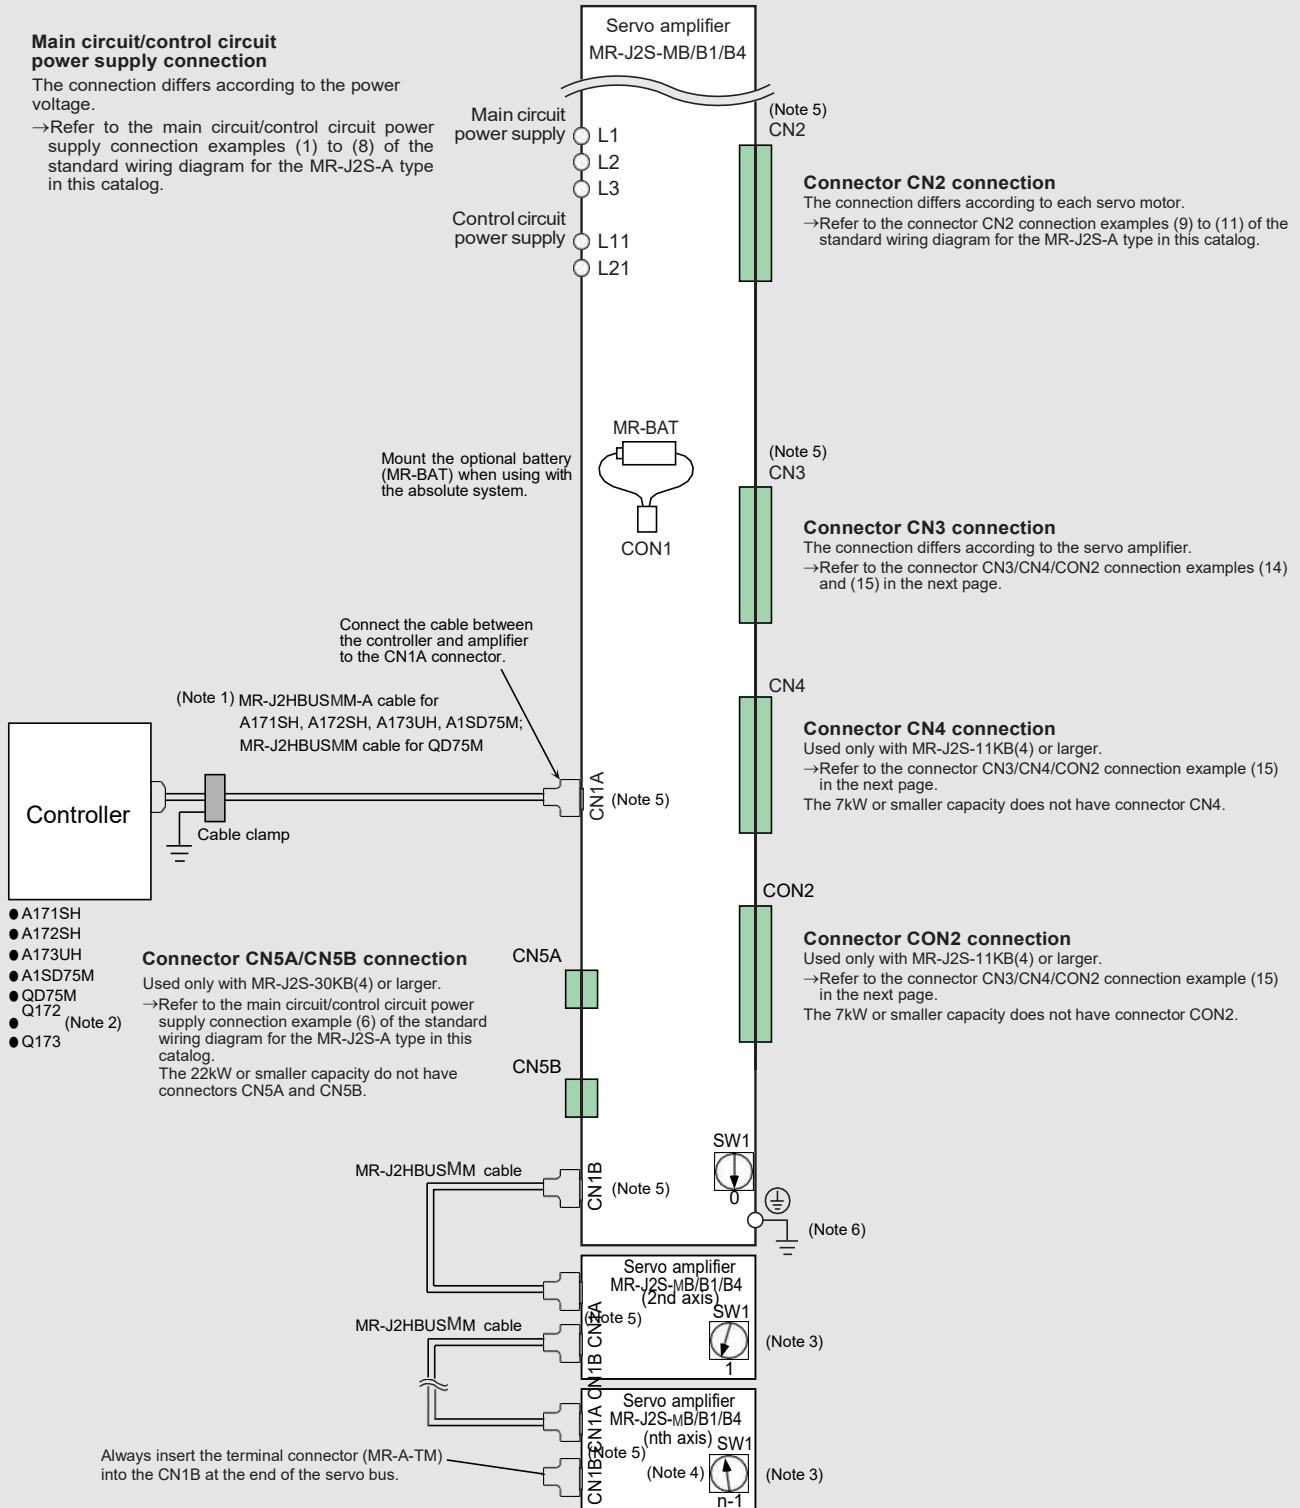 Servo amplifier
MR-J2S-MB/B1/B4
Main circuit/control circuit
power supply connection
The connection differs according to the power
voltage.
→Refer to the main circuit/control circuit power
supply connection examples (1) to (8) of the
standard wiring diagram for the MR-J2S-A type
in this catalog.
Main circuit
power supply
L1
L2
L3
Control circuit
power supply
L11
L21
(Note 5)
CN2
Connector CN2 connection
The connection differs according to each servo motor.
→Refer to the connector CN2 connection examples (9) to (11) of the
standard wiring diagram for the MR-J2S-A type in this catalog.
MR-BAT
Mount the optional battery
(MR-BAT) when using with
the absolute system.
CON1
(Note 5)
CN3
Connector CN3 connection
The connection differs according to the servo amplifier.
→Refer to the connector CN3/CN4/CON2 connection examples (14)
and (15) in the next page.
Connect the cable between
the controller and amplifier
to the CN1A connector.
(Note 1) MR-J2HBUSMM-A cable for
A171SH, A172SH, A173UH, A1SD75M;
MR-J2HBUSMM cable for QD75M
CN4
Connector CN4 connection
Used only with MR-J2S-11KB(4) or larger.
→Refer to the connector CN3/CN4/CON2 connection example (15)
in the next page.
The 7kW or smaller capacity does not have connector CN4.
Controller
Cable clamp
CN1A
(Note 5)
●A171SH
●A172SH
●A173UH
●A1SD75M
●QD75M
●Q172
(Note 2)
●Q173
CON2
Connector CON2 connection
Used only with MR-J2S-11KB(4) or larger.
→Refer to the connector CN3/CN4/CON2 connection example (15)
in the next page.
The 7kW or smaller capacity does not have connector CON2.
Connector CN5A/CN5B connection
Used only with MR-J2S-30KB(4) or larger.
→Refer to the main circuit/control circuit power
supply connection example (6) of the standard
wiring diagram for the MR-J2S-A type in this
catalog.
The 22kW or smaller capacity do not have
connectors CN5A and CN5B.
CN5A
CN5B
MR-J2HBUSMM cable
CN1B
(Note 5)
SW1
0
(Note 6)
Servo amplifier
MR-J2S-MB/B1/B4
(2nd axis)
CN1A
(Note 5)
SW1
MR-J2HBUSMM cable
CN1B
1
(Note 3)
Servo amplifier
MR-J2S-MB/B1/B4
(nth axis)
CN1A
(Note 5)
SW1
Always insert the terminal connector (MR-A-TM)
into the CN1B at the end of the servo bus.
CN1B
(Note 4)
n-1
(Note 3)